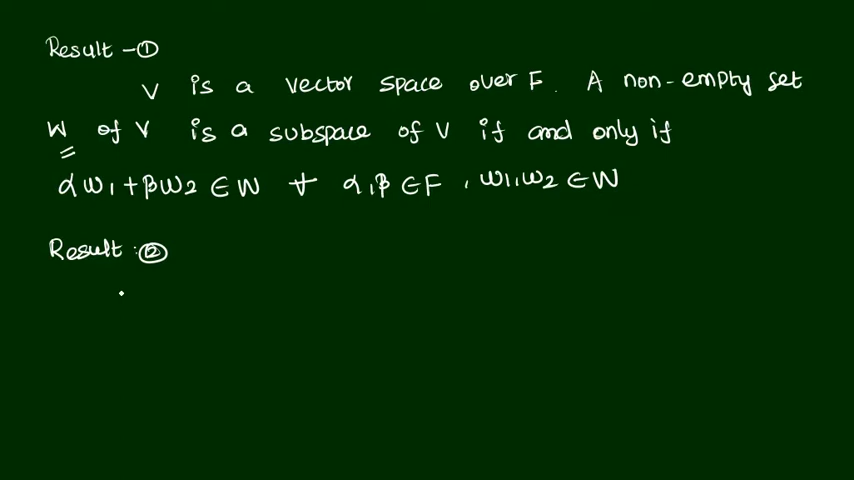 Result - ①
V is a vector space over F. A non-empty set
W of V is a subspace of V if and only if
αw1 + βw2 ∈ W ∀ α, β ∈ F, w1, w2 ∈ W
Result : ②